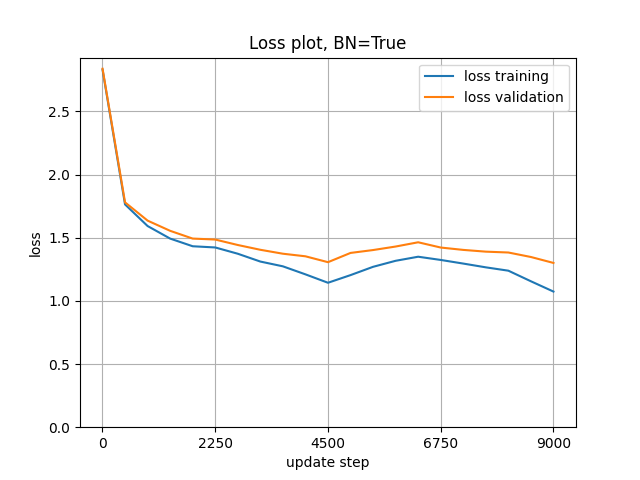 Loss plot, BN=True
loss training
loss validation
2.5
2.0
1.5
1.0
0.5
0.0
loss
0 2250 4500 6750 9000
update step